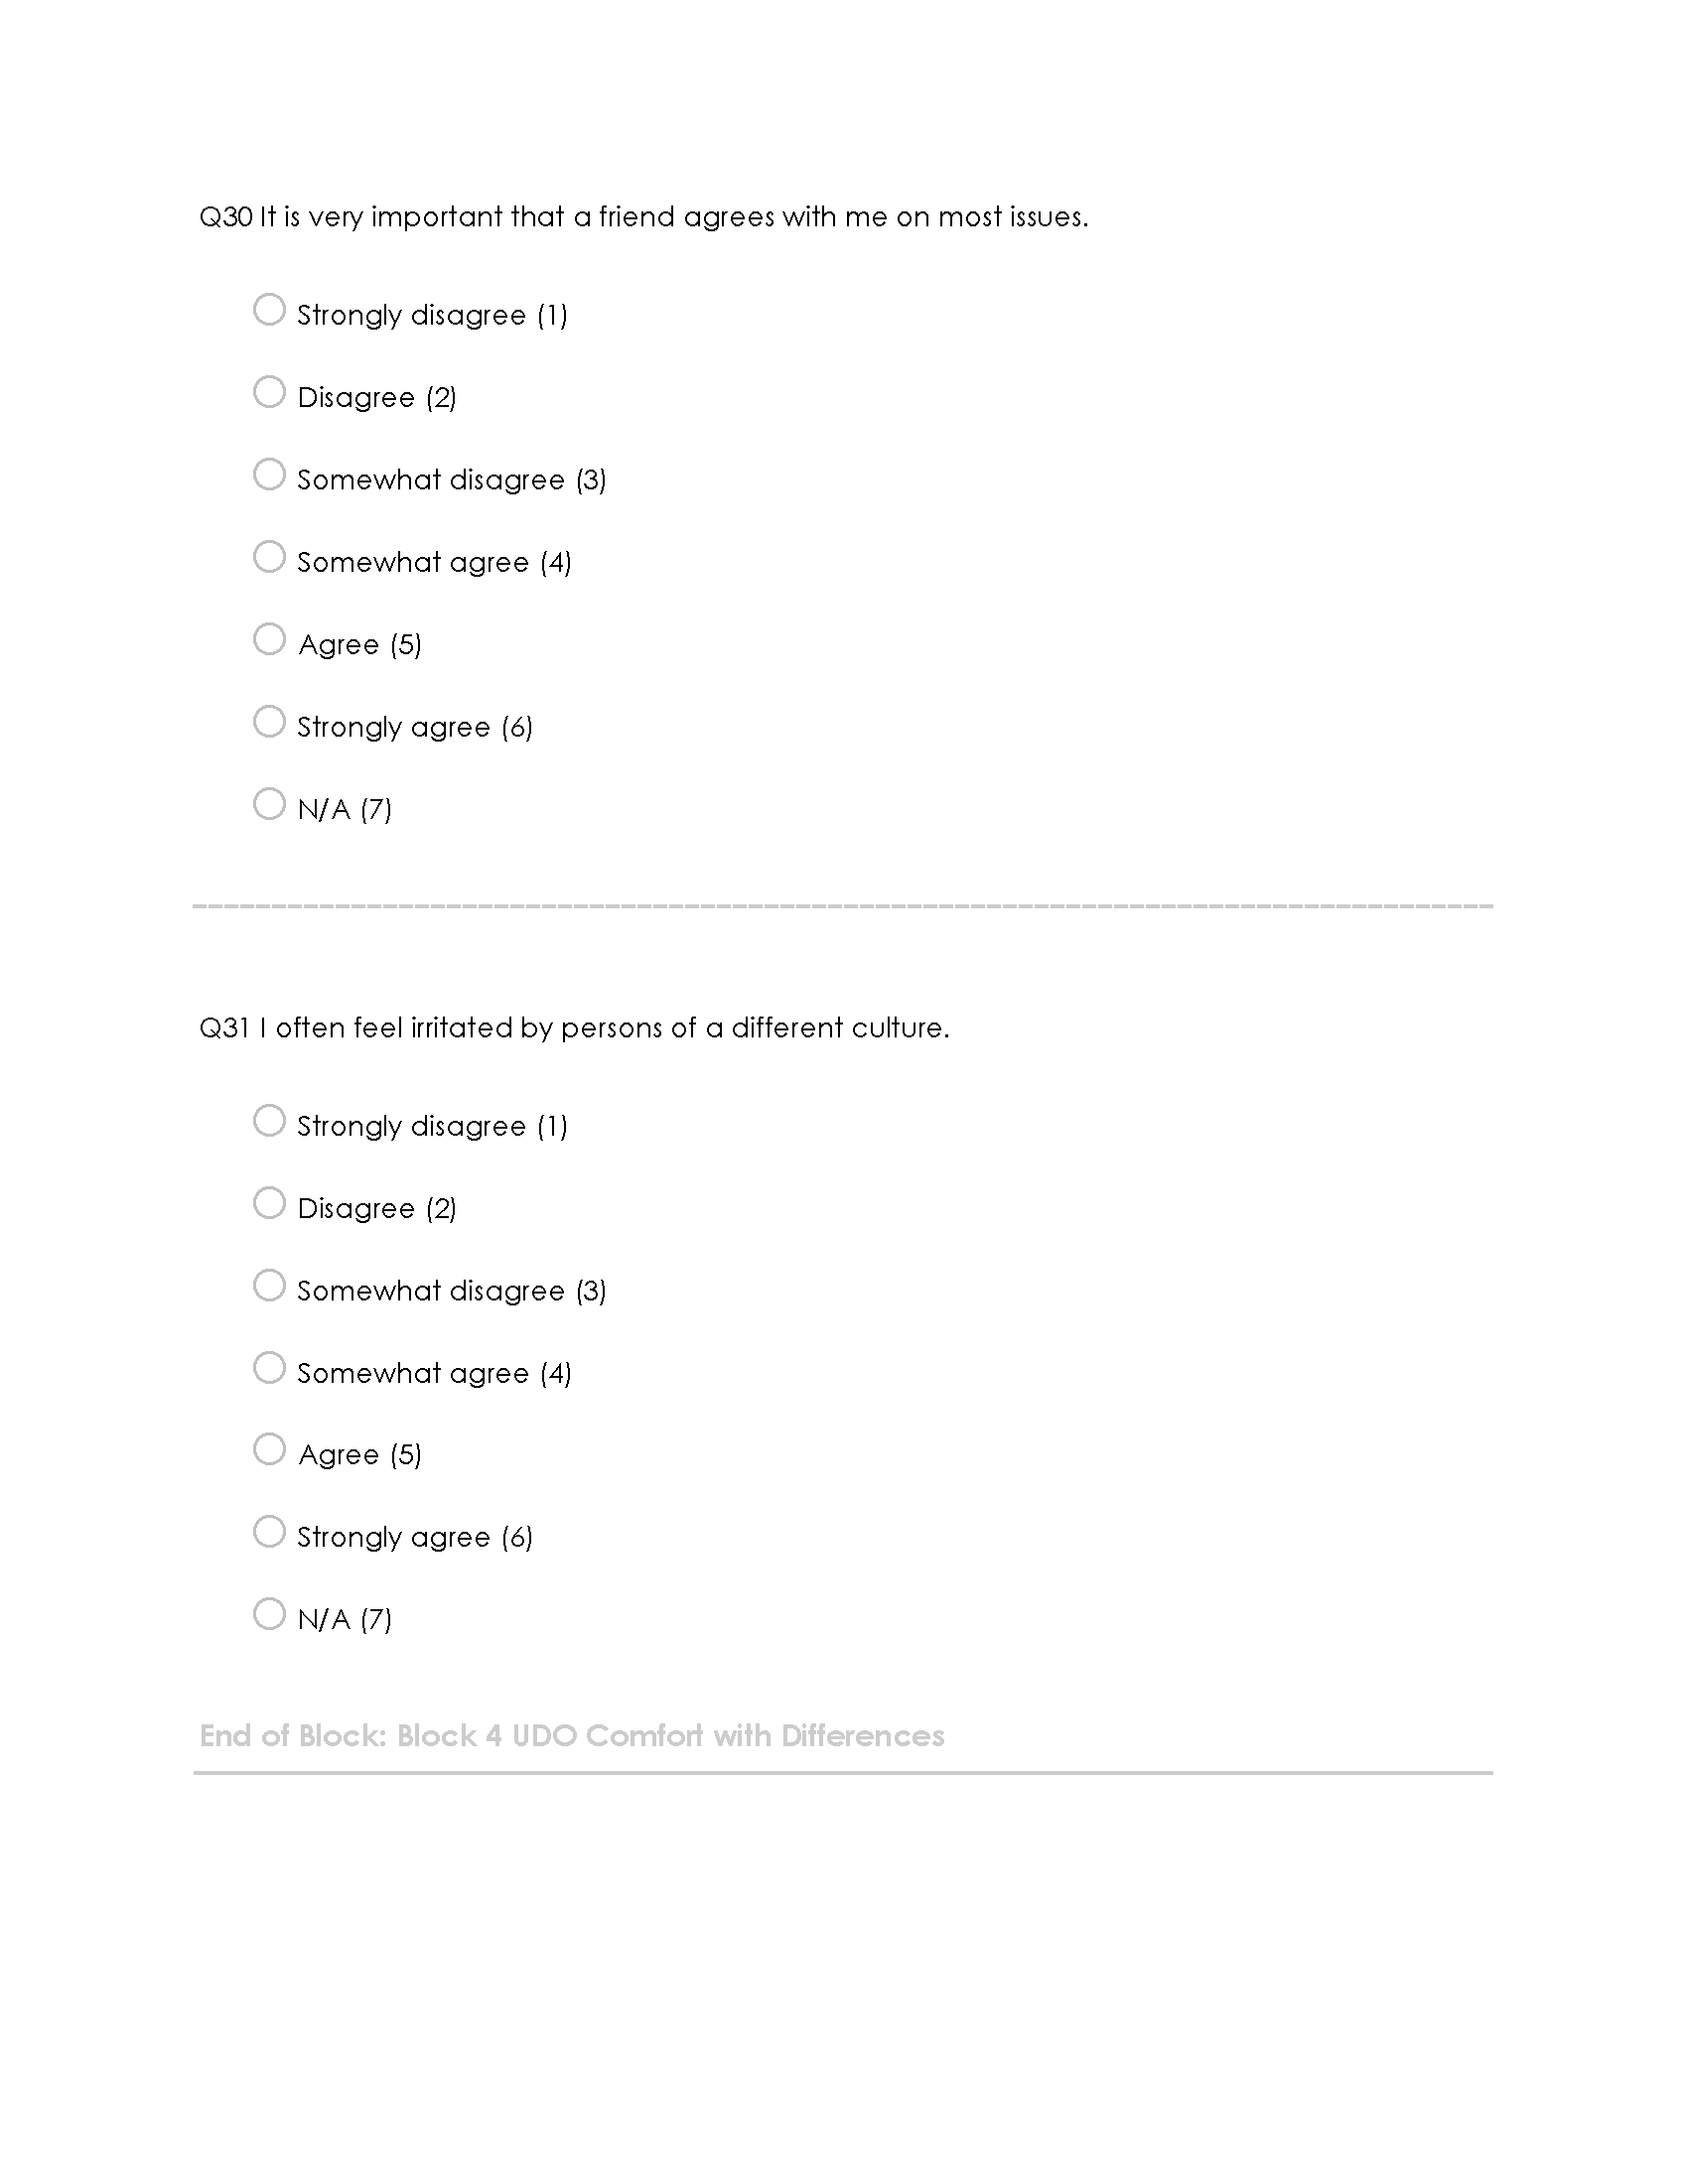 Q30 It is very important that a friend agrees with me on most issues.
Strongly disagree (1)
Disagree (2)
Somewhat disagree (3)
Somewhat agree (4)
Agree (5)
Strongly agree (6)
N/A (7)
Q31 I often feel irritated by persons of a different culture.
Strongly disagree (1)
Disagree (2)
Somewhat disagree (3)
Somewhat agree (4)
Agree (5)
Strongly agree (6)
N/A (7)
End of Block: Block 4 UDO Comfort with Differences